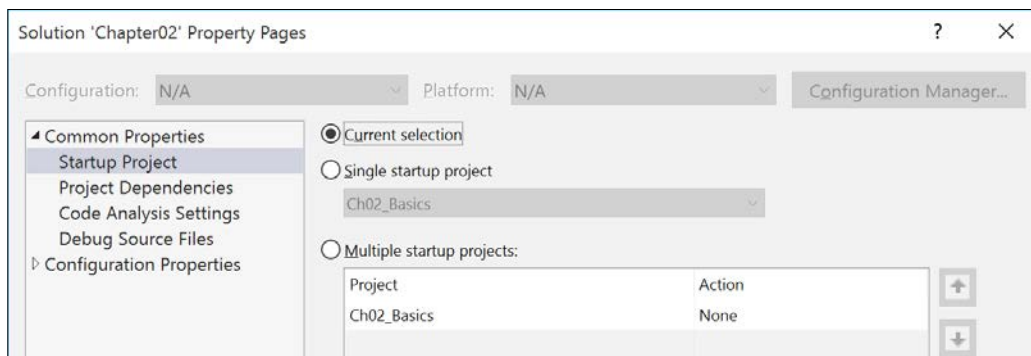 Solution 'Chapter02' Property Pages ? ×
Configuration: N/A Platform: N/A Configuration Manager...
Common Properties
Startup Project
Project Dependencies
Code Analysis Settings
Debug Source Files
Configuration Properties
Current selection
Single startup project
Ch02_Basics
Multiple startup projects:
Project Action
Ch02_Basics None